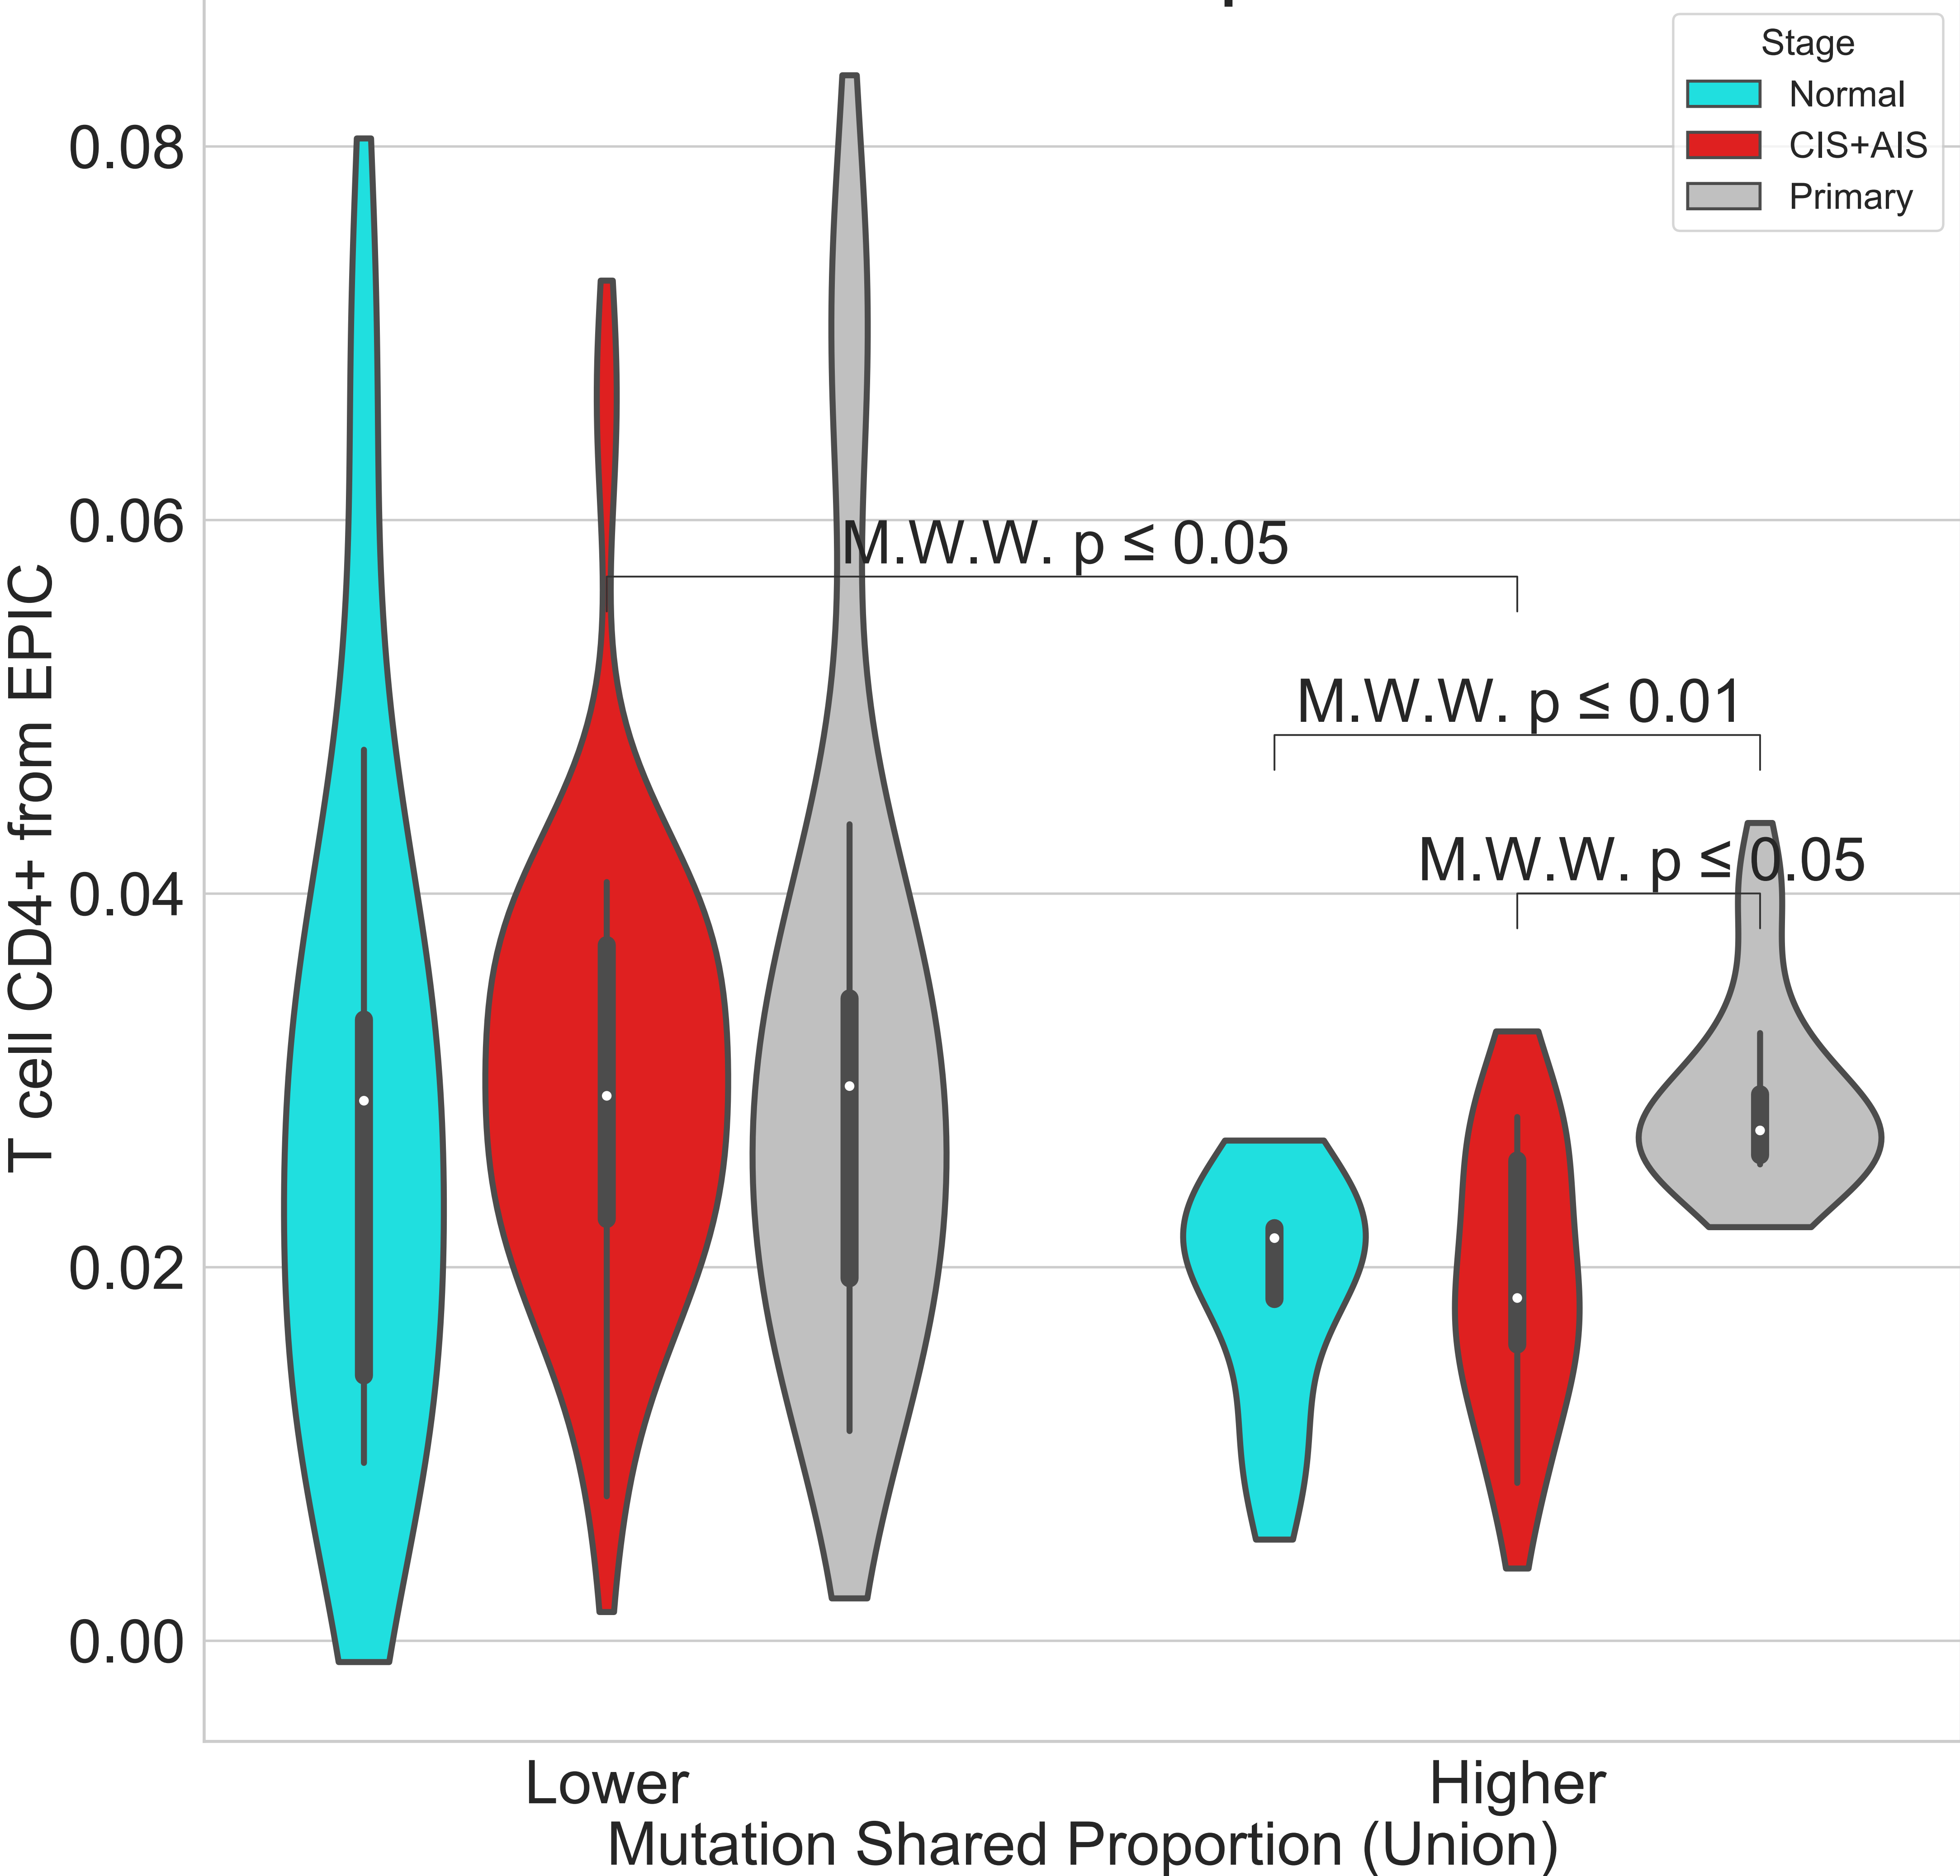 Stage
Normal
CIS+AIS
Primary
0.08
0.06
0.04
0.02
0.00
T cell CD4+ from EPIC
M.W.W. p ≤ 0.05
M.W.W. p ≤ 0.01
M.W.W. p ≤ 0.05
Lower
Higher
Mutation Shared Proportion (Union)